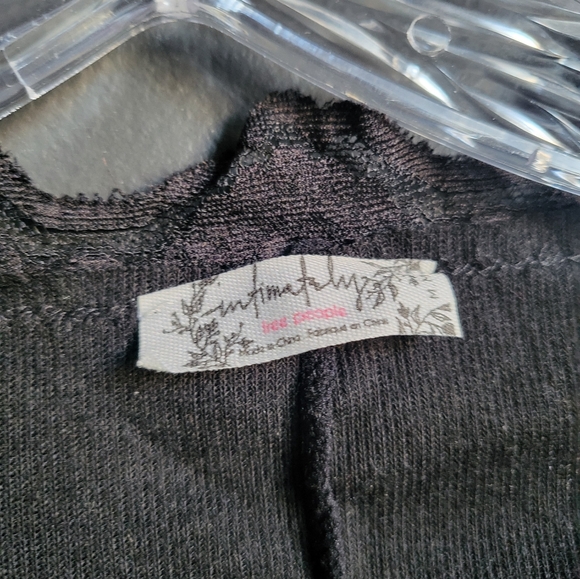 intimately
free people
Made in China . Fabriqué en Chine